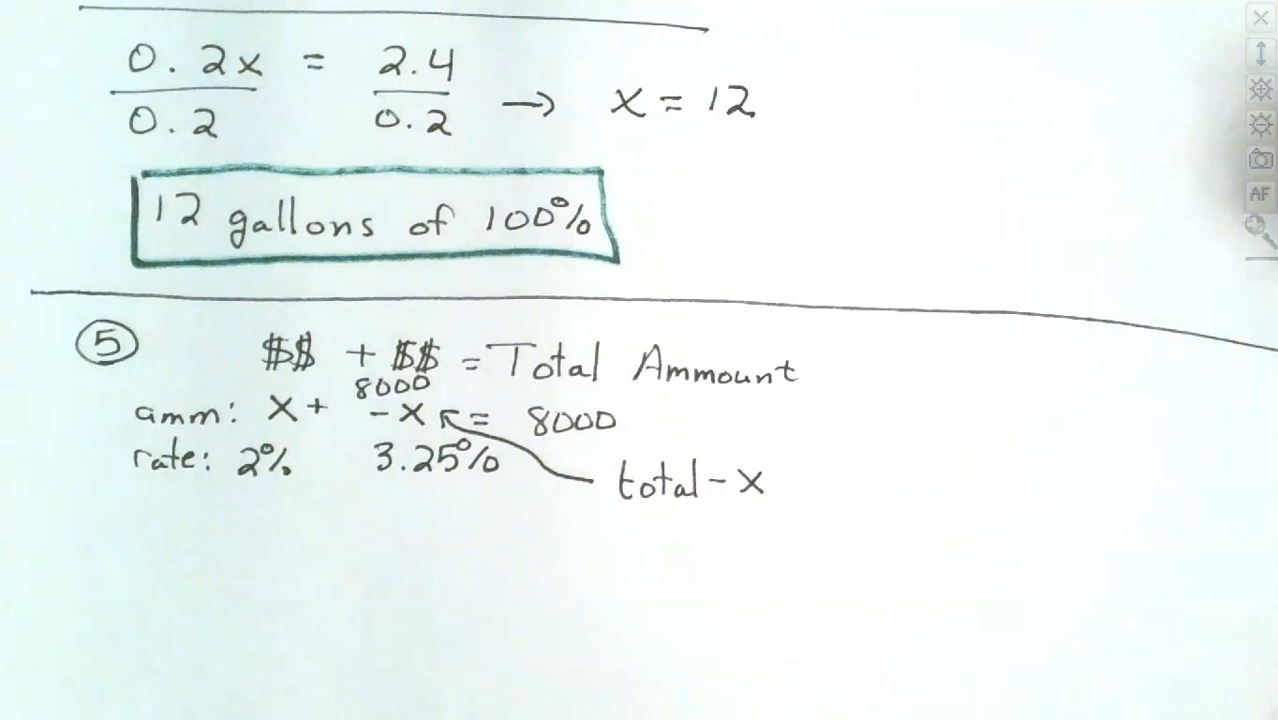 0.2x = 2.4
0.2 0.2 → x = 12
12 gallons of 100%
5 $$ + $$ = Total Ammount
8000
amm: x + - x = 8000
rate: 2% 3.25%
total - x
AF